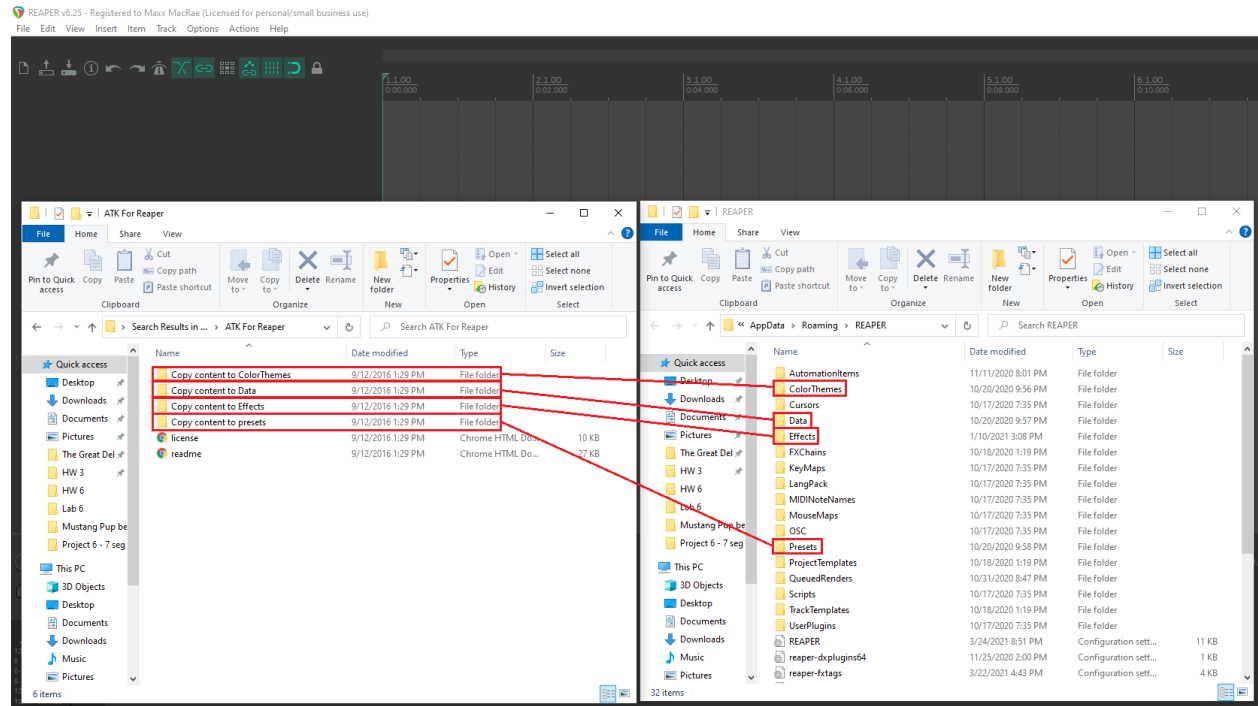 REAPER v6.25 - Registered to Maxx MacRae (Licensed for personal/small business use)
File Edit View Insert Item Track Options Actions Help
1.1.00 2.1.00 3.1.00 4.1.00 5.1.00 6.1.00
0:00.000 0:02.000 0:04.000 0:06.000 0:08.000 0:10.000
ATK For Reaper
File Home Share View
Pin to Quick access
Copy
Paste
Cut
Copy path
Paste shortcut
Move to
Copy to
Delete
Rename
New folder
Properties
Open
Edit
History
Select all
Select none
Invert selection
Clipboard Organize New Open Select
Search Results in ... > ATK For Reaper
Search ATK For Reaper
Quick access
Desktop
Downloads
Documents
Pictures
The Great Del
HW 3
HW 6
Lab 6
Mustang Pup be
Project 6 - 7 seg
This PC
3D Objects
Desktop
Documents
Downloads
Music
Pictures
Name Date modified Type Size
Copy content to ColorThemes 9/12/2016 1:29 PM File folder
Copy content to Data 9/12/2016 1:29 PM File folder
Copy content to Effects 9/12/2016 1:29 PM File folder
Copy content to presets 9/12/2016 1:29 PM File folder
license 9/12/2016 1:29 PM Chrome HTML Do... 10 KB
readme 9/12/2016 1:29 PM Chrome HTML Do... 27 KB
6 items
REAPER
File Home Share View
Pin to Quick access
Copy
Paste
Cut
Copy path
Paste shortcut
Move to
Copy to
Delete
Rename
New folder
Properties
Open
Edit
History
Select all
Select none
Invert selection
Clipboard Organize New Open Select
« AppData > Roaming > REAPER
Search REAPER
Quick access
Desktop
Downloads
Documents
Pictures
The Great Del
HW 3
HW 6
Lab 6
Mustang Pup be
Project 6 - 7 seg
This PC
3D Objects
Desktop
Documents
Downloads
Music
Pictures
Name Date modified Type Size
AutomationItems 11/11/2020 8:01 PM File folder
ColorThemes 10/20/2020 9:56 PM File folder
Cursors 10/17/2020 7:35 PM File folder
Data 10/20/2020 9:57 PM File folder
Effects 1/10/2021 3:08 PM File folder
FXChains 10/18/2020 1:19 PM File folder
KeyMaps 10/17/2020 7:35 PM File folder
LangPack 10/17/2020 7:35 PM File folder
MIDINoteNames 10/17/2020 7:35 PM File folder
MouseMaps 10/17/2020 7:35 PM File folder
OSC 10/17/2020 7:35 PM File folder
Presets 10/20/2020 9:58 PM File folder
ProjectTemplates 10/18/2020 1:19 PM File folder
QueuedRenders 10/31/2020 8:47 PM File folder
Scripts 10/17/2020 7:35 PM File folder
TrackTemplates 10/18/2020 1:19 PM File folder
UserPlugins 10/17/2020 7:35 PM File folder
REAPER 3/24/2021 8:51 PM Configuration sett... 11 KB
reaper-dxplugins64 11/25/2020 2:00 PM Configuration sett... 1 KB
reaper-fxtags 3/22/2021 4:43 PM Configuration sett... 4 KB
32 items